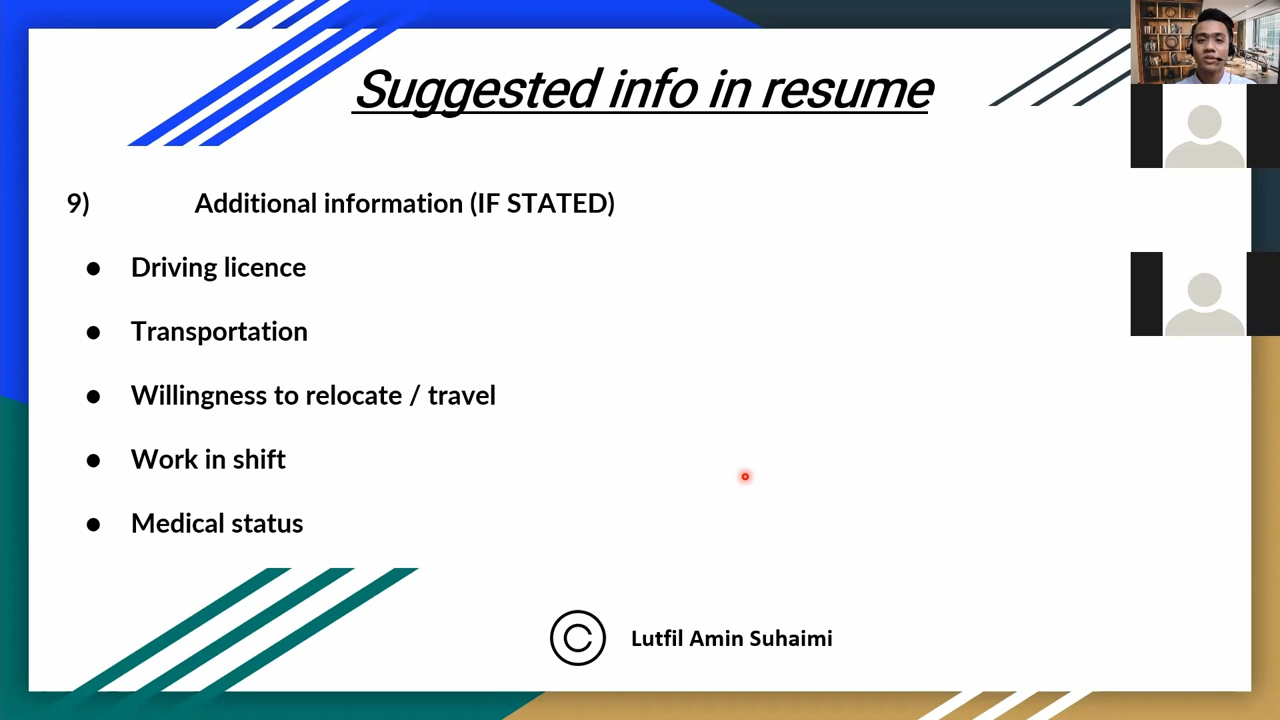 Suggested info in resume
9) Additional information (IF STATED)
● Driving licence
● Transportation
● Willingness to relocate / travel
● Work in shift
● Medical status
© Lutfil Amin Suhaimi